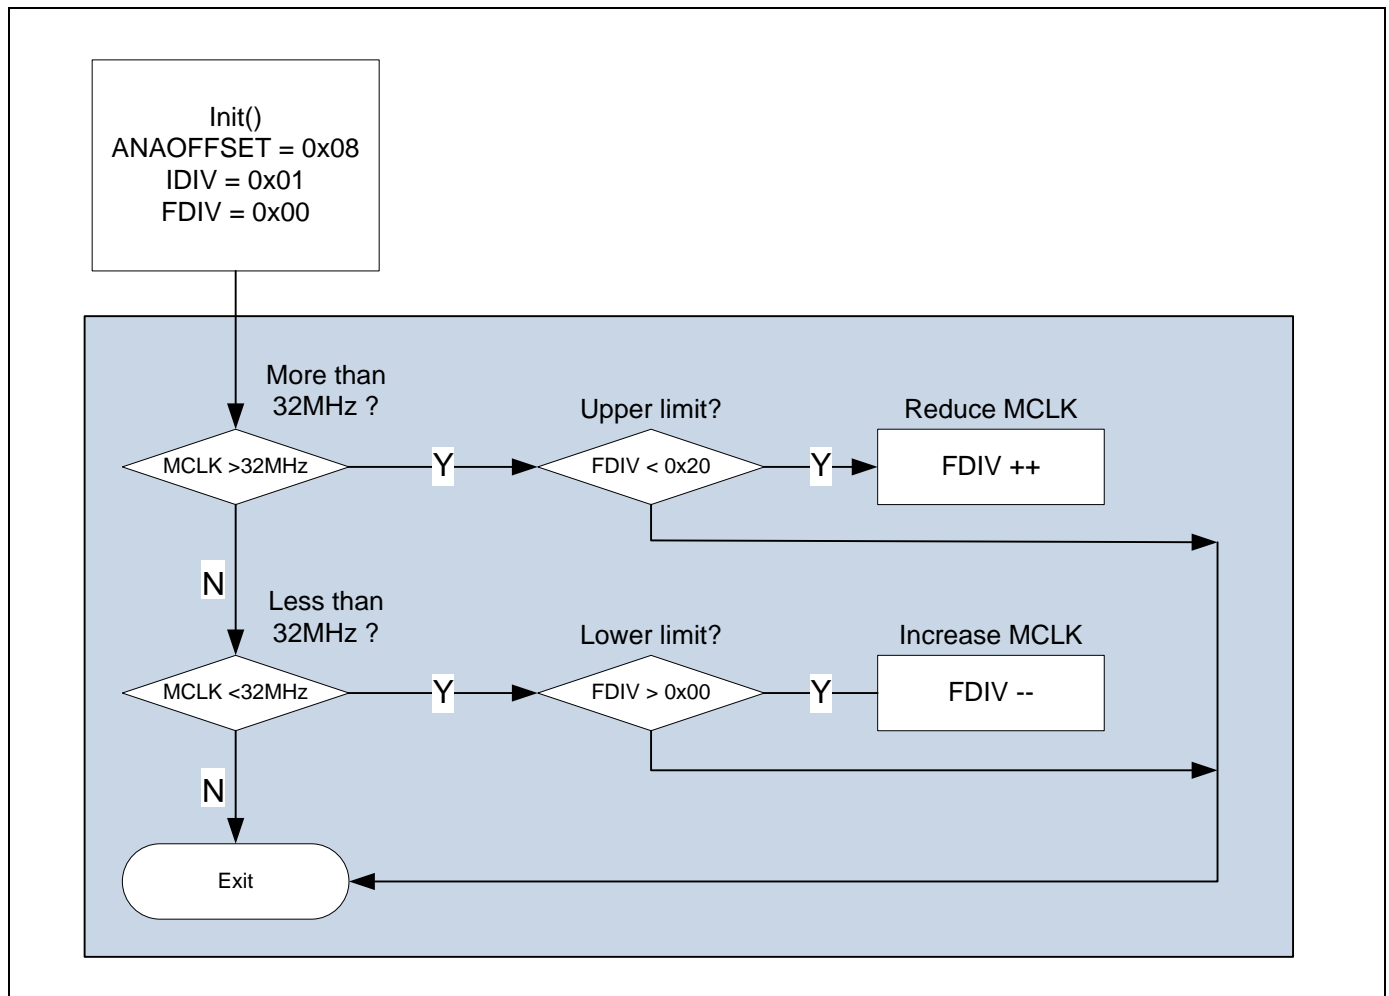 Init()
ANAOFFSET = 0x08
IDIV = 0x01
FDIV = 0x00
More than
32MHz ?
Upper limit?
Reduce MCLK
MCLK >32MHz
Y
FDIV < 0x20
Y
FDIV ++
N
Less than
32MHz ?
Lower limit?
Increase MCLK
MCLK <32MHz
Y
FDIV > 0x00
Y
FDIV --
N
Exit